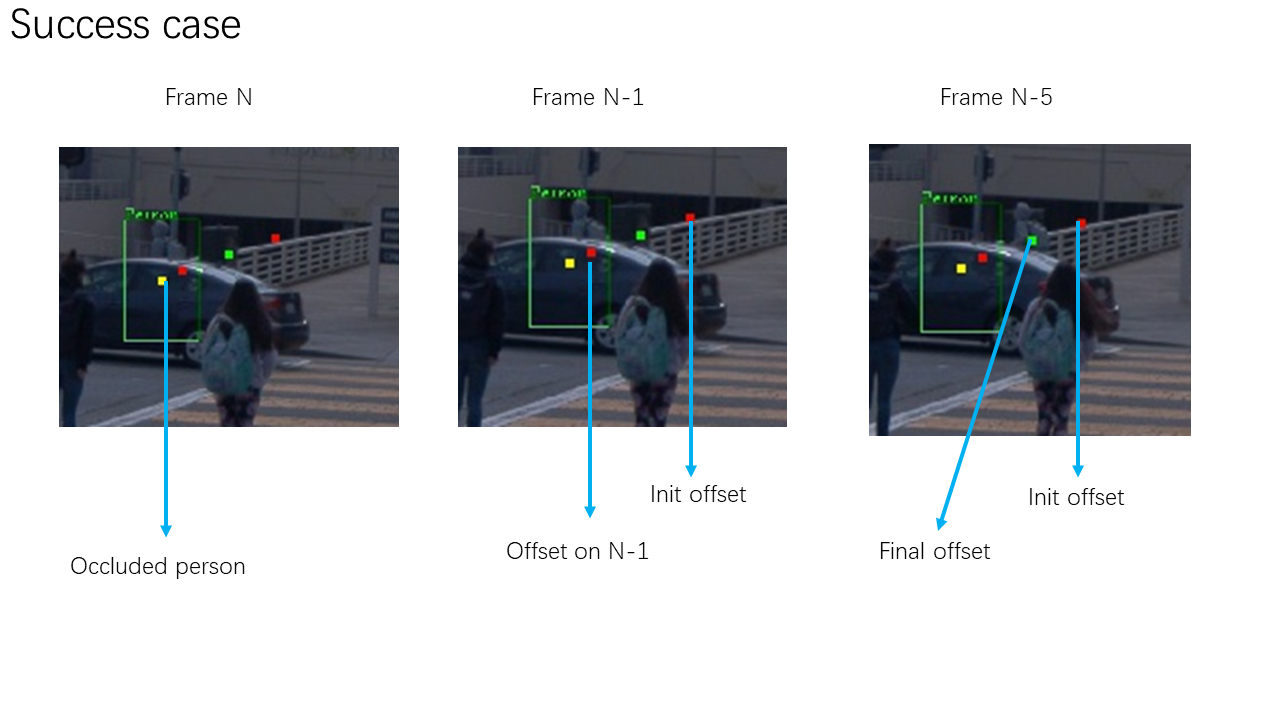 Success case
Frame N
Frame N-1
Frame N-5
Person
Person
Person
Init offset
Init offset
Offset on N-1
Final offset
Occluded person